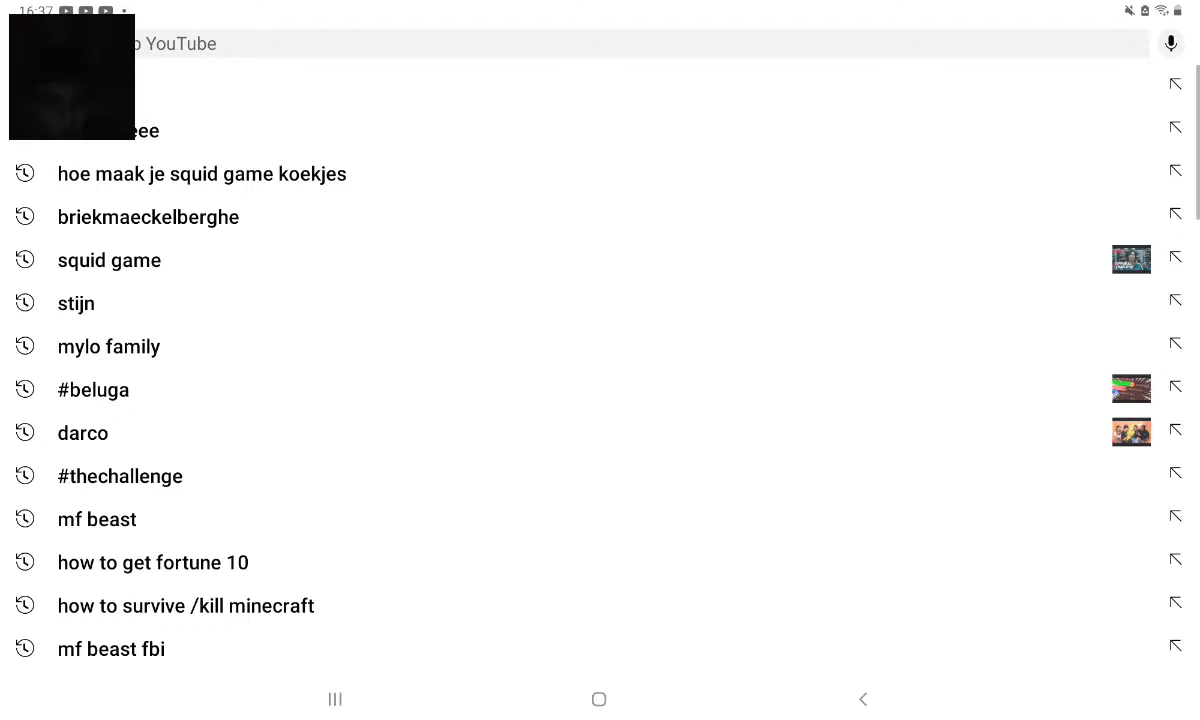 16:37
YouTube
hoe maak je squid game koekjes
briekmaeckelberghe
squid game
stijn
mylo family
#beluga
darco
#thechallenge
mf beast
how to get fortune 10
how to survive /kill minecraft
mf beast fbi